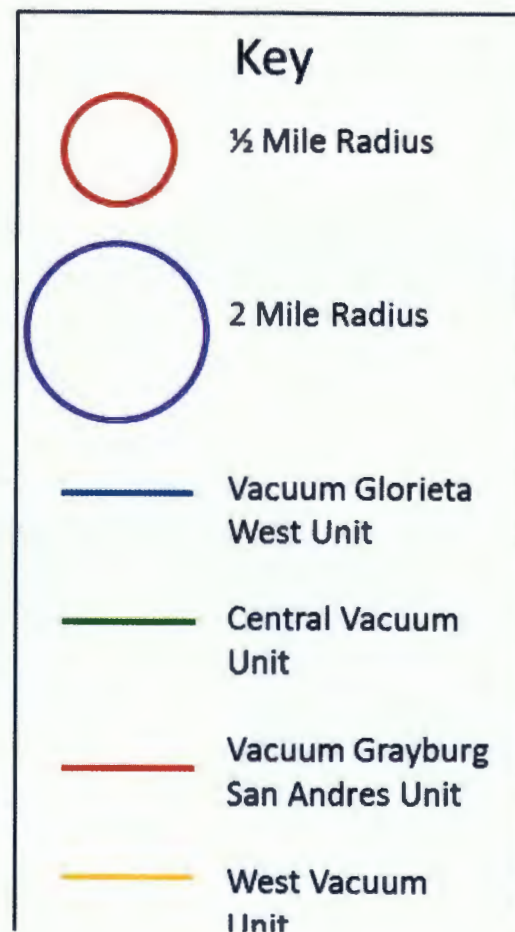 Key
½ Mile Radius
2 Mile Radius
Vacuum Glorieta
West Unit
Central Vacuum
Unit
Vacuum Grayburg
San Andres Unit
West Vacuum
Unit